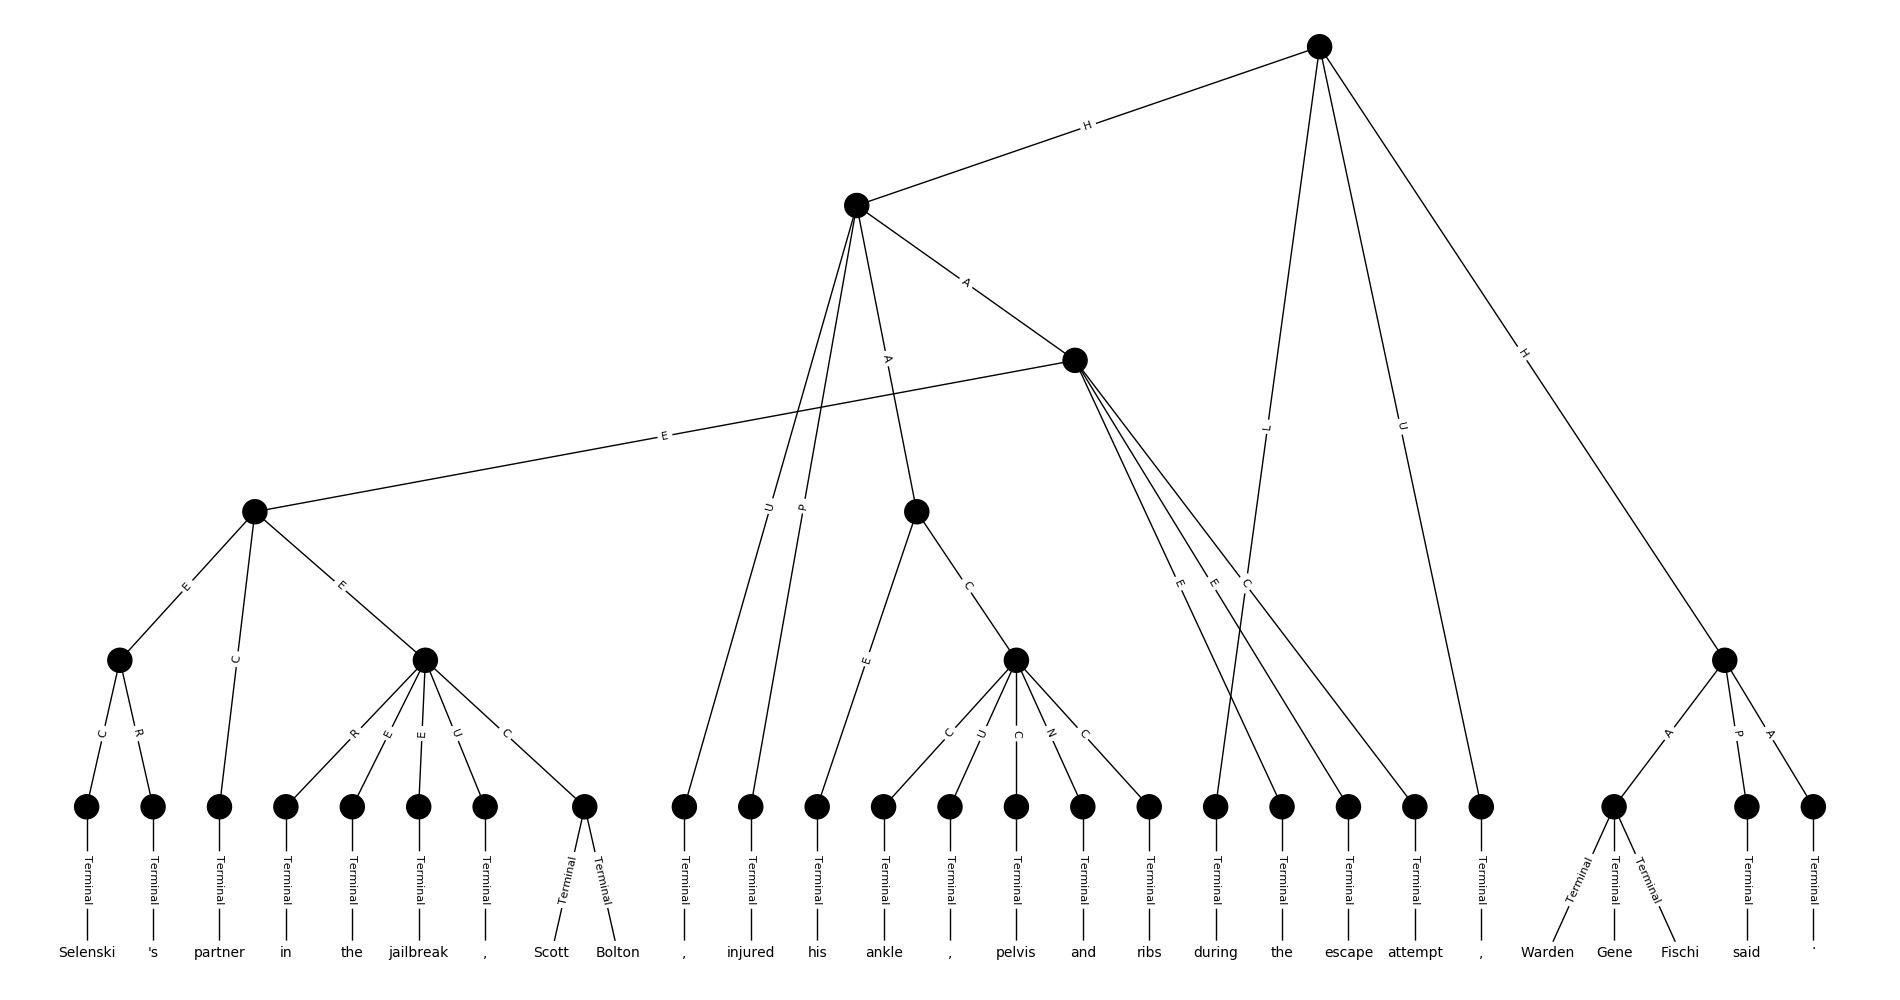 H
A
A
H
E
L
U
U
P
E
E
C
E
E
C
C
E
C
R
R
E
E
U
C
C
U
C
N
C
A
P
A
Terminal Terminal Terminal Terminal Terminal Terminal Terminal Terminal Terminal Terminal Terminal Terminal Terminal Terminal Terminal Terminal Terminal Terminal Terminal Terminal Terminal Terminal Terminal Terminal Terminal Terminal Terminal
Selenski 's partner in the jailbreak , Scott Bolton , injured his ankle , pelvis and ribs during the escape attempt , Warden Gene Fischi said .